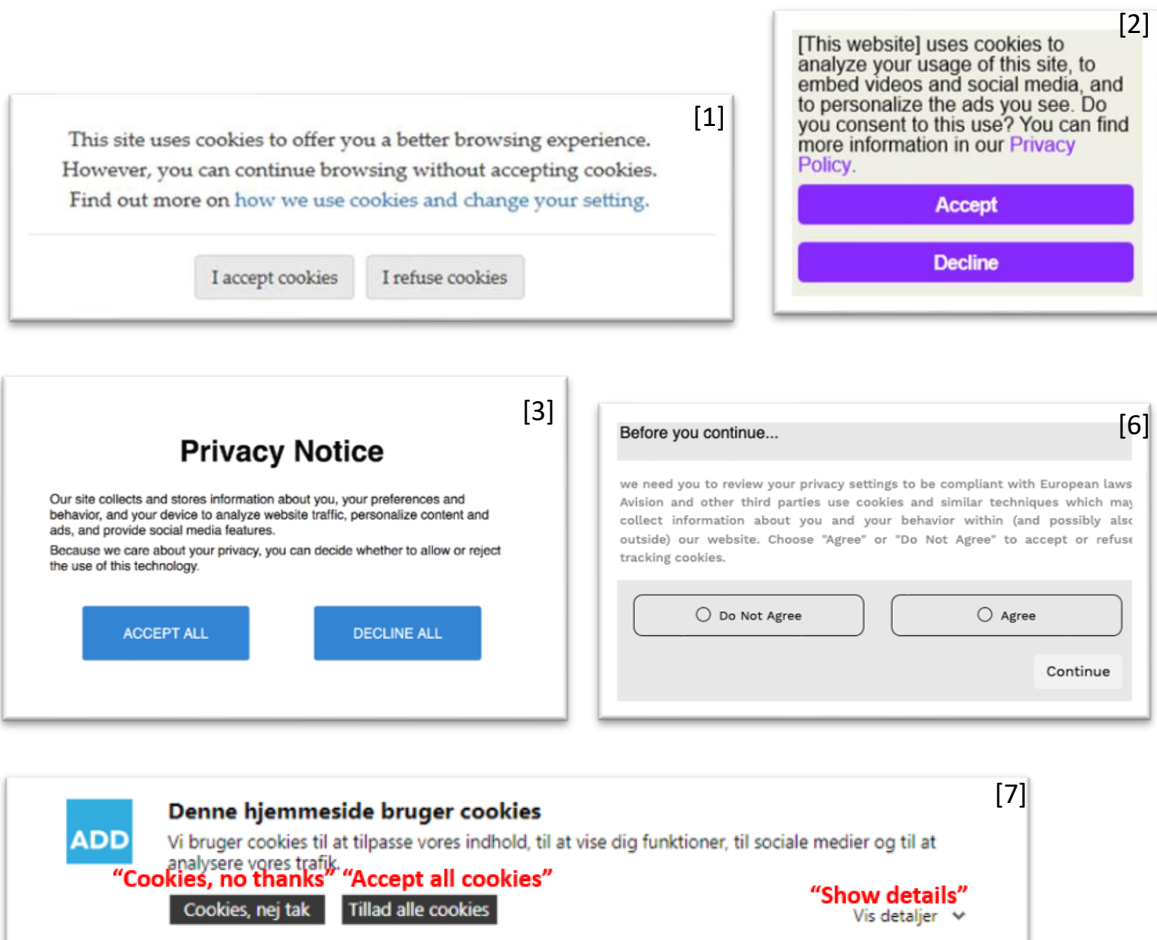 [1]
This site uses cookies to offer you a better browsing experience.
However, you can continue browsing without accepting cookies.
Find out more on how we use cookies and change your setting.
I accept cookies
I refuse cookies
[2]
[This website] uses cookies to
analyze your usage of this site, to
embed videos and social media, and
to personalize the ads you see. Do
you consent to this use? You can find
more information in our Privacy
Policy.
Accept
Decline
[3]
Privacy Notice
Our site collects and stores information about you, your preferences and
behavior, and your device to analyze website traffic, personalize content and
ads, and provide social media features.
Because we care about your privacy, you can decide whether to allow or reject
the use of this technology.
ACCEPT ALL
DECLINE ALL
[6]
Before you continue...
we need you to review your privacy settings to be compliant with European laws
Avision and other third parties use cookies and similar techniques which may
collect information about you and your behavior within (and possibly also
outside) our website. Choose "Agree" or "Do Not Agree" to accept or refuse
tracking cookies.
Do Not Agree
Agree
Continue
[7]
ADD
Denne hjemmeside bruger cookies
Vi bruger cookies til at tilpasse vores indhold, til at vise dig funktioner, til sociale medier og til at
analysere vores trafik.
“Cookies, no thanks” “Accept all cookies”
“Show details”
Cookies, nej tak
Tillad alle cookies
Vis detaljer